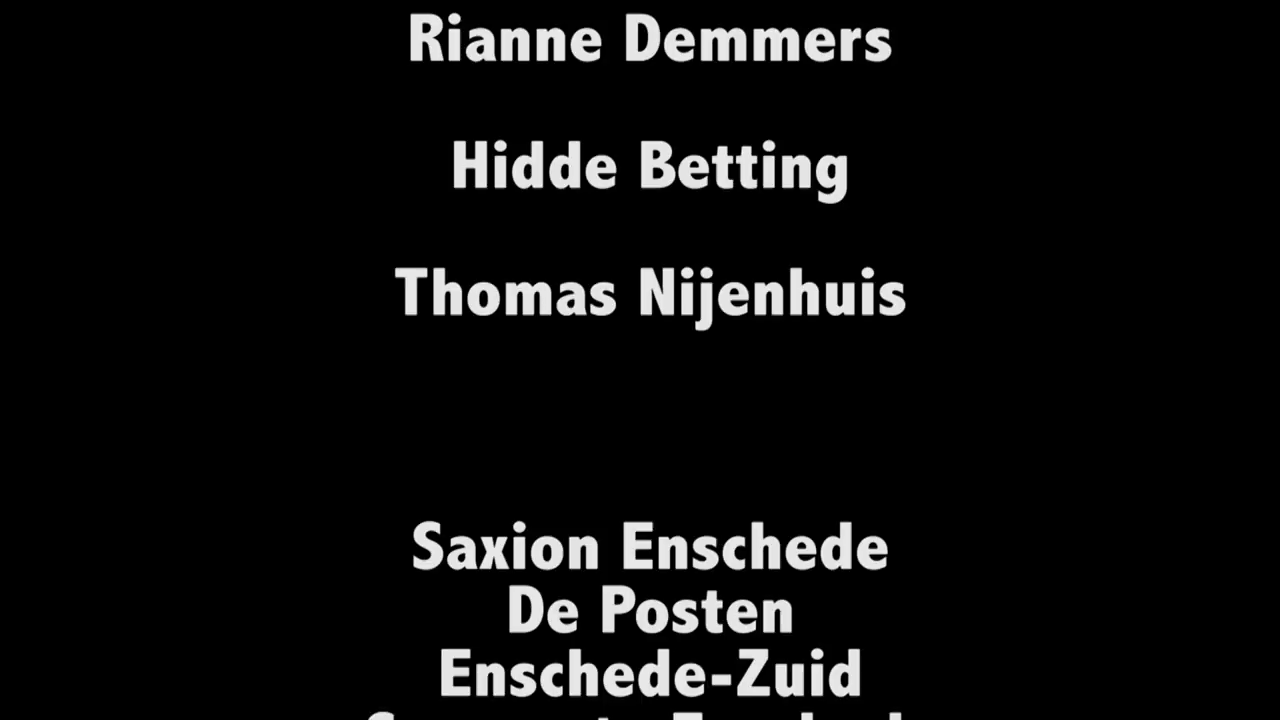 Rianne Demmers
Hidde Betting
Thomas Nijenhuis
Saxion Enschede
De Posten
Enschede-Zuid